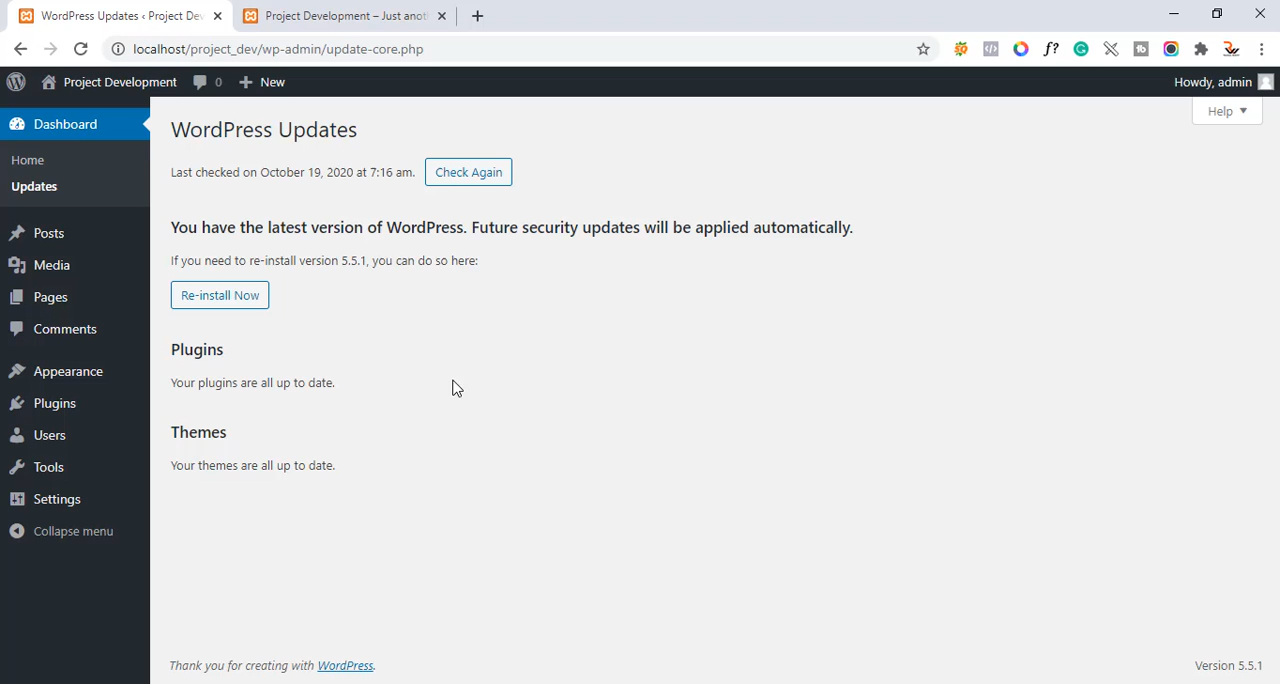 WordPress Updates ‹ Project Dev
Project Development – Just anot
localhost/project_dev/wp-admin/update-core.php
Project Development
0
New
Howdy, admin
Dashboard
Home
Updates
Posts
Media
Pages
Comments
Appearance
Plugins
Users
Tools
Settings
Collapse menu
Help
WordPress Updates
Last checked on October 19, 2020 at 7:16 am.
Check Again
You have the latest version of WordPress. Future security updates will be applied automatically.
If you need to re-install version 5.5.1, you can do so here:
Re-install Now
Plugins
Your plugins are all up to date.
Themes
Your themes are all up to date.
Thank you for creating with WordPress.
Version 5.5.1